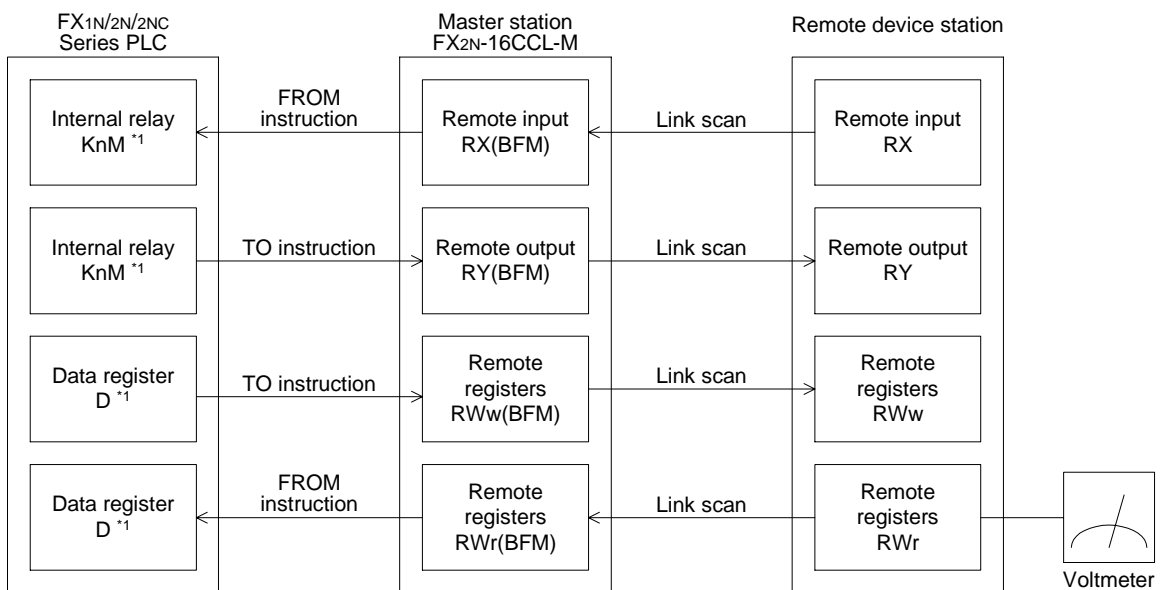 FX1N/2N/2NC
Series PLC
Master station
FX2N-16CCL-M
Remote device station
Internal relay
KnM *1
FROM
instruction
Remote input
RX(BFM)
Link scan
Remote input
RX
Internal relay
KnM *1
TO instruction
Remote output
RY(BFM)
Link scan
Remote output
RY
Data register
D *1
TO instruction
Remote
registers
RWw(BFM)
Link scan
Remote
registers
RWw
Data register
D *1
FROM
instruction
Remote
registers
RWr(BFM)
Link scan
Remote
registers
RWr
Voltmeter